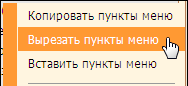 Копировать пункты меню
Вырезать пункты меню
Вставить пункты меню